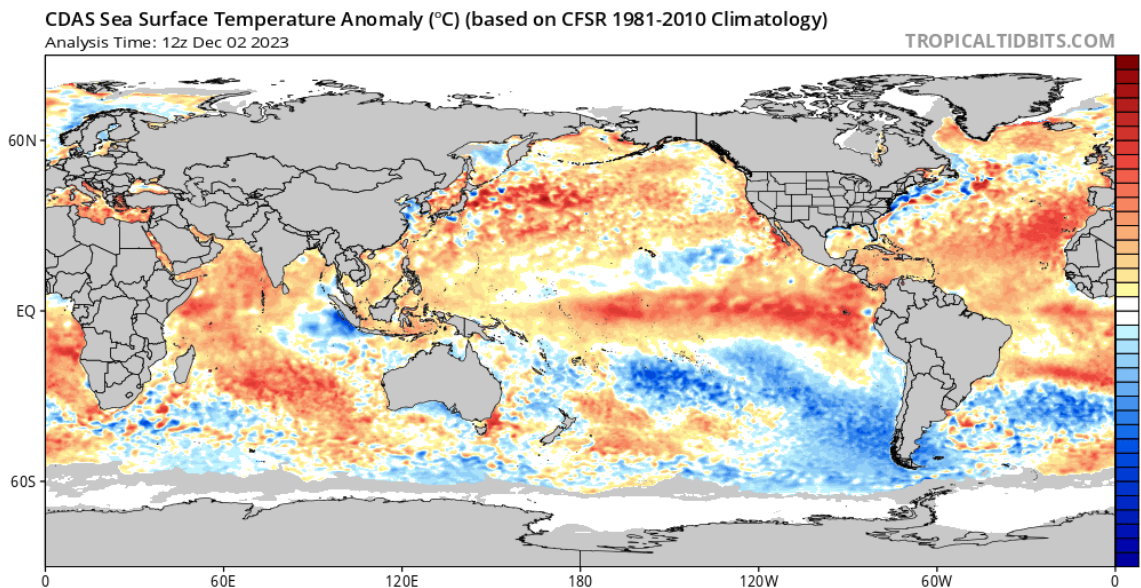 CDAS Sea Surface Temperature Anomaly (°C) (based on CFSR 1981-2010 Climatology)
Analysis Time: 12z Dec 02 2023
TROPICALTIDBITS.COM
60N
EQ
60S
0
60E
120E
180
120W
60W
0